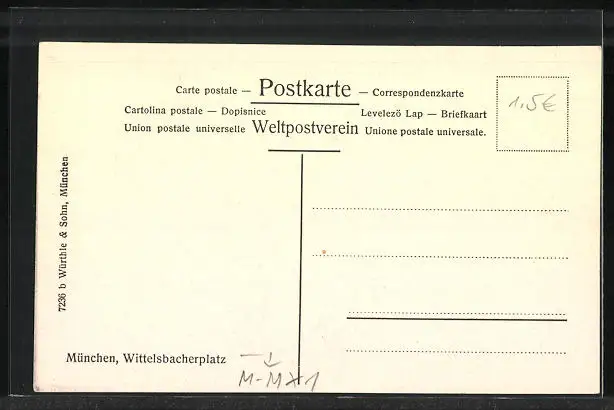 Carte postale — Postkarte — Correspondenzkarte
Cartolina postale — Dopisnice Levelező Lap — Briefkaart
Union postale universelle Weltpostverein Unione postale universale.
1,5€
7236 b Würthle & Sohn, München
München, Wittelsbacherplatz
M-M